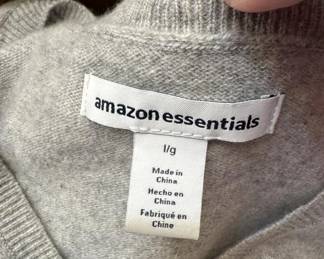 amazon essentials
l/g
Made in
China
Hecho en
China
Fabriqué en
Chine